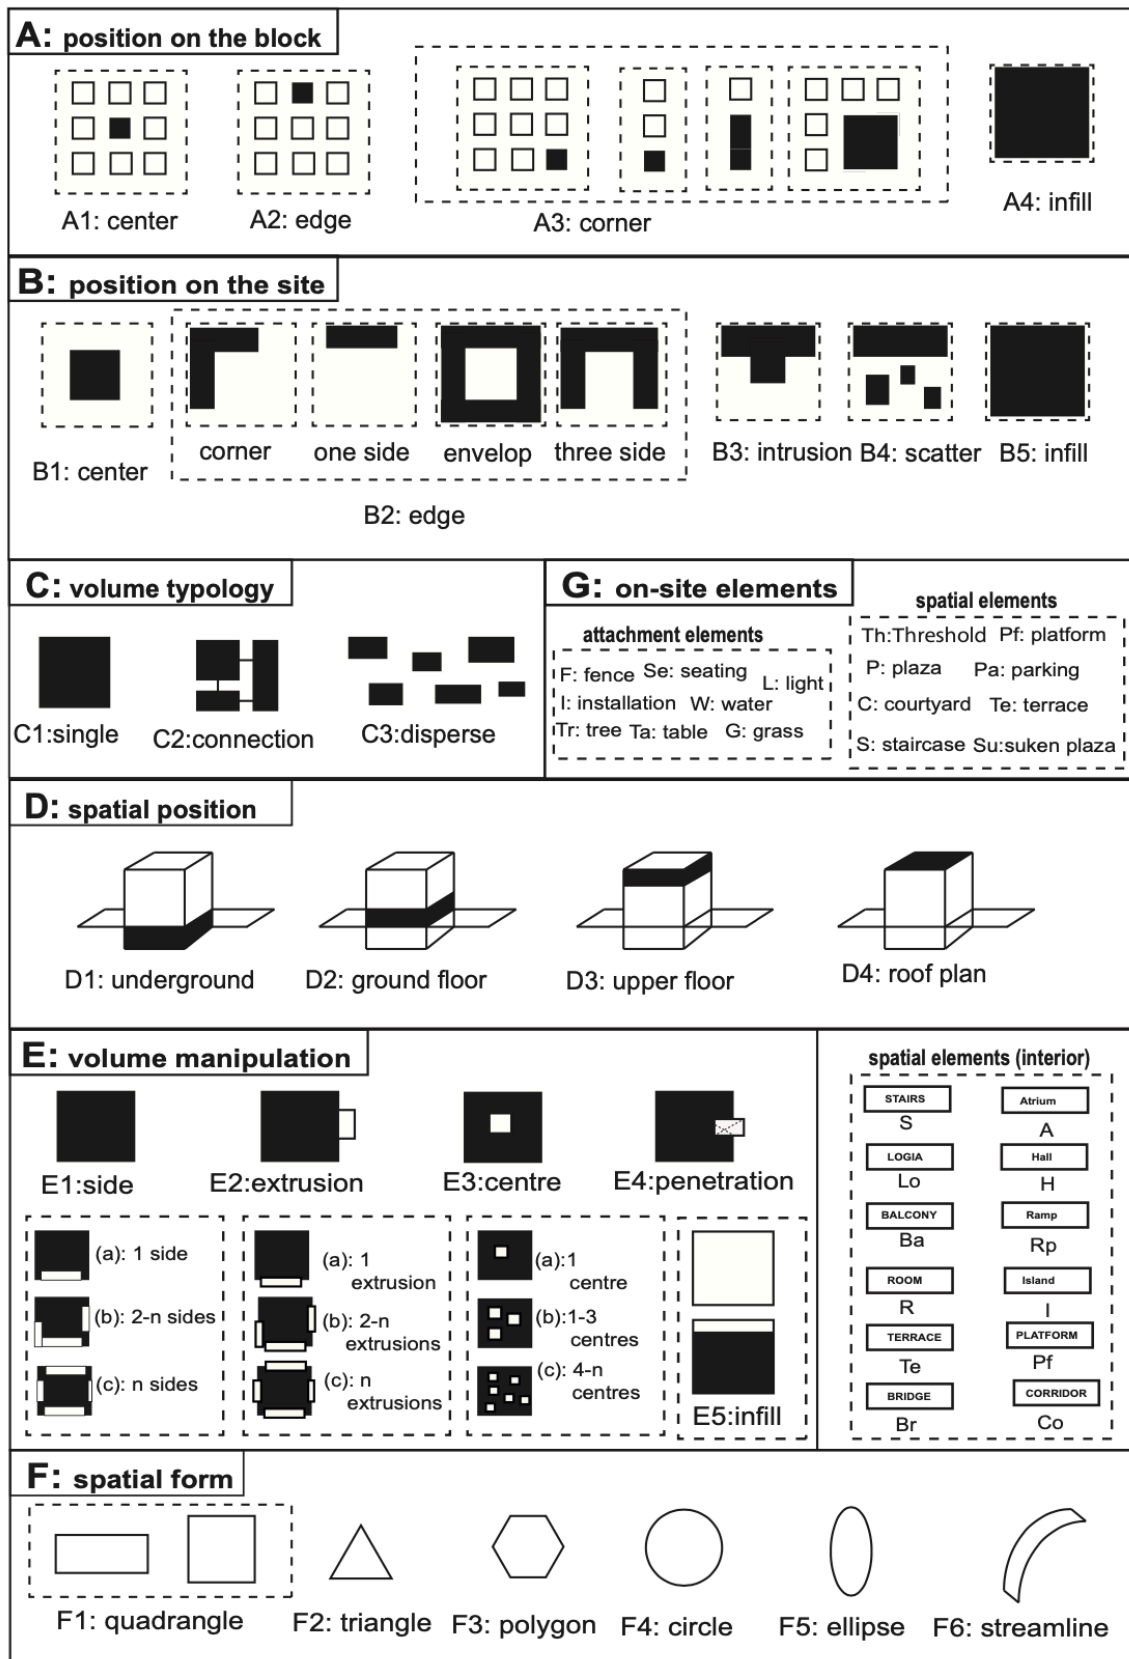 A: position on the block
A1: center
A2: edge
A3: corner
A4: infill
B: position on the site
corner
one side
envelop
three side
B1: center
B2: edge
B3: intrusion
B4: scatter
B5: infill
C: volume typology
C1:single
C2:connection
C3:disperse
G: on-site elements
attachment elements
F: fence
Se: seating
L: light
I: installation
W: water
Tr: tree
Ta: table
G: grass
spatial elements
Th:Threshold
Pf: platform
P: plaza
Pa: parking
C: courtyard
Te: terrace
S: staircase
Su:suken plaza
D: spatial position
D1: underground
D2: ground floor
D3: upper floor
D4: roof plan
E: volume manipulation
E1:side
E2:extrusion
E3:centre
E4:penetration
(a): 1 side
(b): 2-n sides
(c): n sides
(a): 1
extrusion
(b): 2-n
extrusions
(c): n
extrusions
(a):1
centre
(b):1-3
centres
(c): 4-n
centres
E5:infill
spatial elements (interior)
STAIRS
S
Atrium
A
LOGIA
Lo
Hall
H
BALCONY
Ba
Ramp
Rp
ROOM
R
Island
I
TERRACE
Te
PLATFORM
Pf
BRIDGE
Br
CORRIDOR
Co
F: spatial form
F1: quadrangle
F2: triangle
F3: polygon
F4: circle
F5: ellipse
F6: streamline